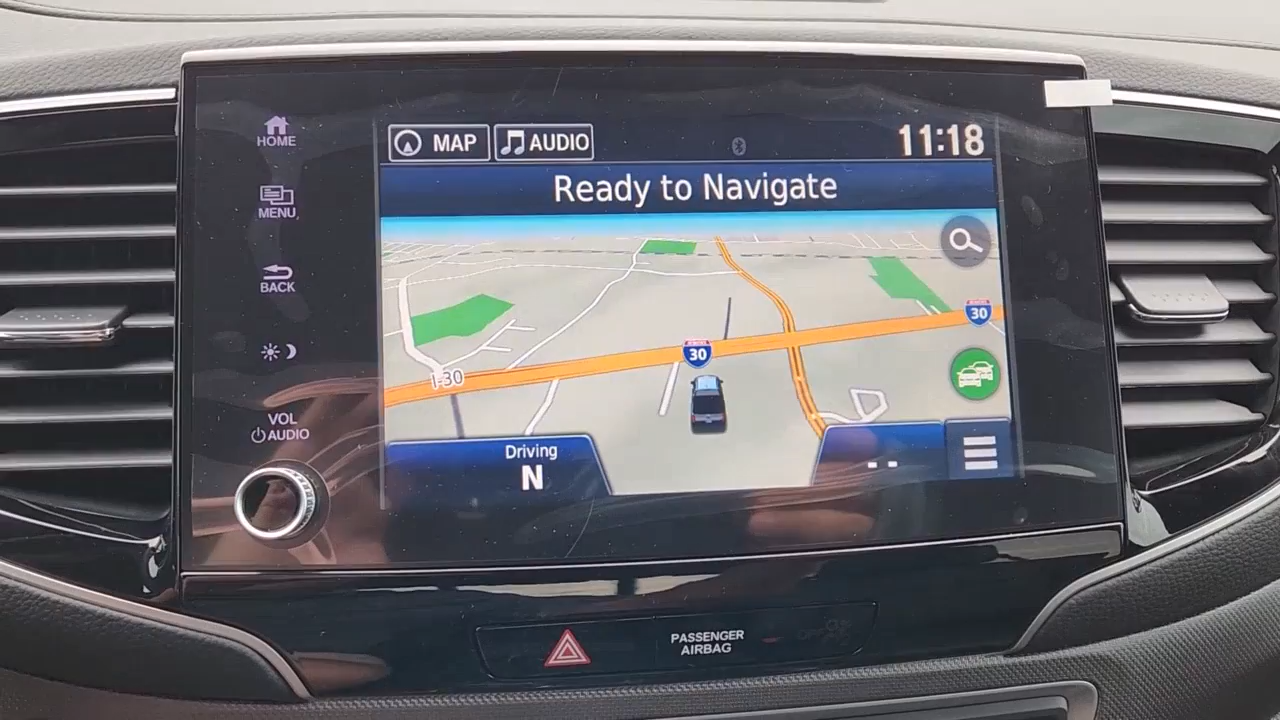 HOME
MENU
BACK
VOL
AUDIO
MAP
AUDIO
11:18
Ready to Navigate
30
30
I-30
Driving
N
--
PASSENGER
AIRBAG